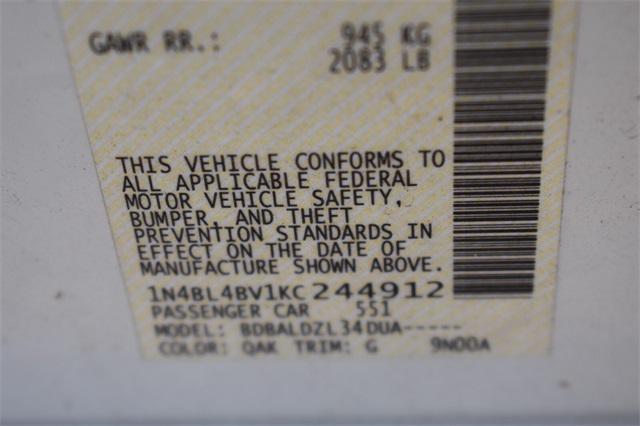 GAWR RR.: 945 KG
2083 LB
THIS VEHICLE CONFORMS TO
ALL APPLICABLE FEDERAL
MOTOR VEHICLE SAFETY,
BUMPER, AND THEFT
PREVENTION STANDARDS IN
EFFECT ON THE DATE OF
MANUFACTURE SHOWN ABOVE.
1N4BL4BV1KC244912
PASSENGER CAR 551
MODEL: BDBALDZL34DUA-----
COLOR: QAK TRIM: G 9N00A